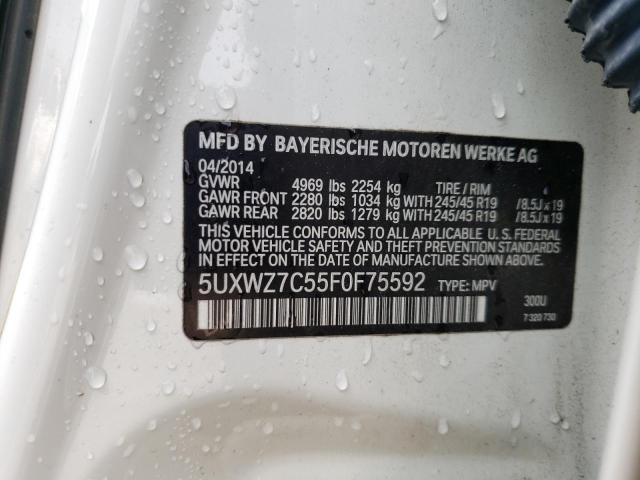 MFD BY BAYERISCHE MOTOREN WERKE AG
04/2014
GVWR 4969 lbs 2254 kg TIRE / RIM
GAWR FRONT 2280 lbs 1034 kg WITH 245/45 R19 /8.5J x 19
GAWR REAR 2820 lbs 1279 kg WITH 245/45 R19 /8.5J x 19
THIS VEHICLE CONFORMS TO ALL APPLICABLE U. S. FEDERAL
MOTOR VEHICLE SAFETY BUMPER AND THEFT PREVENTION STANDARDS
IN EFFECT ON THE DATE OF MANUFACTURE SHOWN ABOVE.
5UXWZ7C55F0F75592 TYPE: MPV
300U
7 320 730